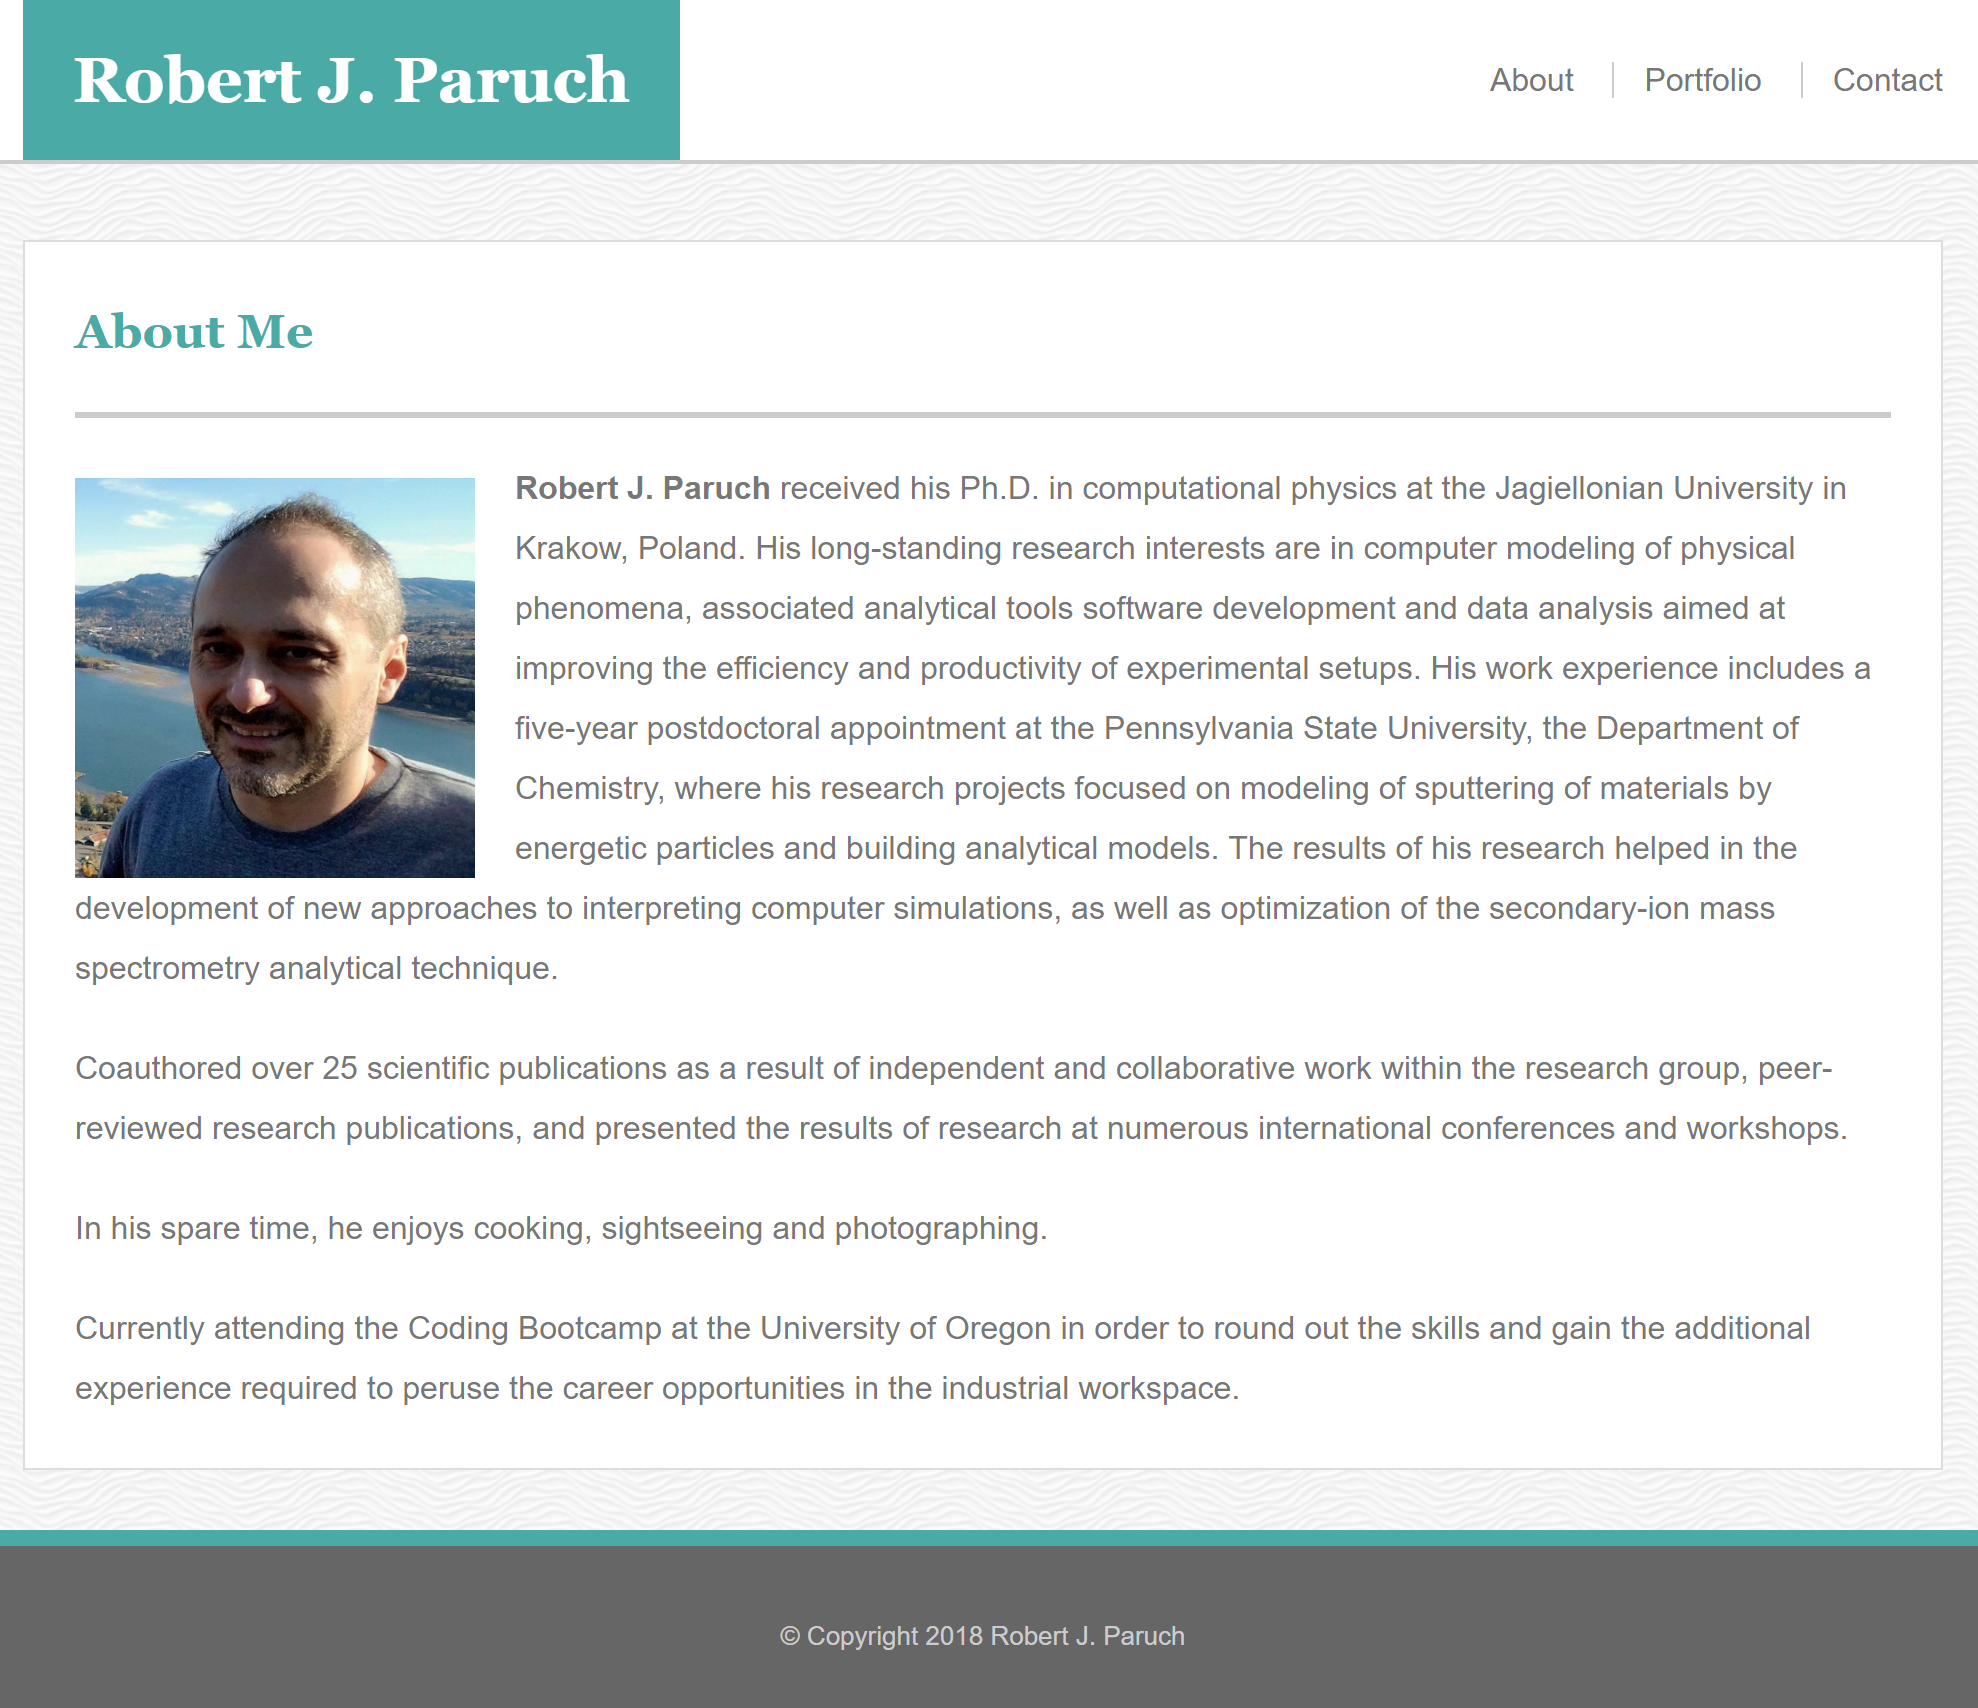 Robert J. Paruch
About
Portfolio
Contact
About Me
Robert J. Paruch received his Ph.D. in computational physics at the Jagiellonian University in
Krakow, Poland. His long-standing research interests are in computer modeling of physical
phenomena, associated analytical tools software development and data analysis aimed at
improving the efficiency and productivity of experimental setups. His work experience includes a
five-year postdoctoral appointment at the Pennsylvania State University, the Department of
Chemistry, where his research projects focused on modeling of sputtering of materials by
energetic particles and building analytical models. The results of his research helped in the
development of new approaches to interpreting computer simulations, as well as optimization of the secondary-ion mass
spectrometry analytical technique.
Coauthored over 25 scientific publications as a result of independent and collaborative work within the research group, peer-
reviewed research publications, and presented the results of research at numerous international conferences and workshops.
In his spare time, he enjoys cooking, sightseeing and photographing.
Currently attending the Coding Bootcamp at the University of Oregon in order to round out the skills and gain the additional
experience required to peruse the career opportunities in the industrial workspace.
© Copyright 2018 Robert J. Paruch